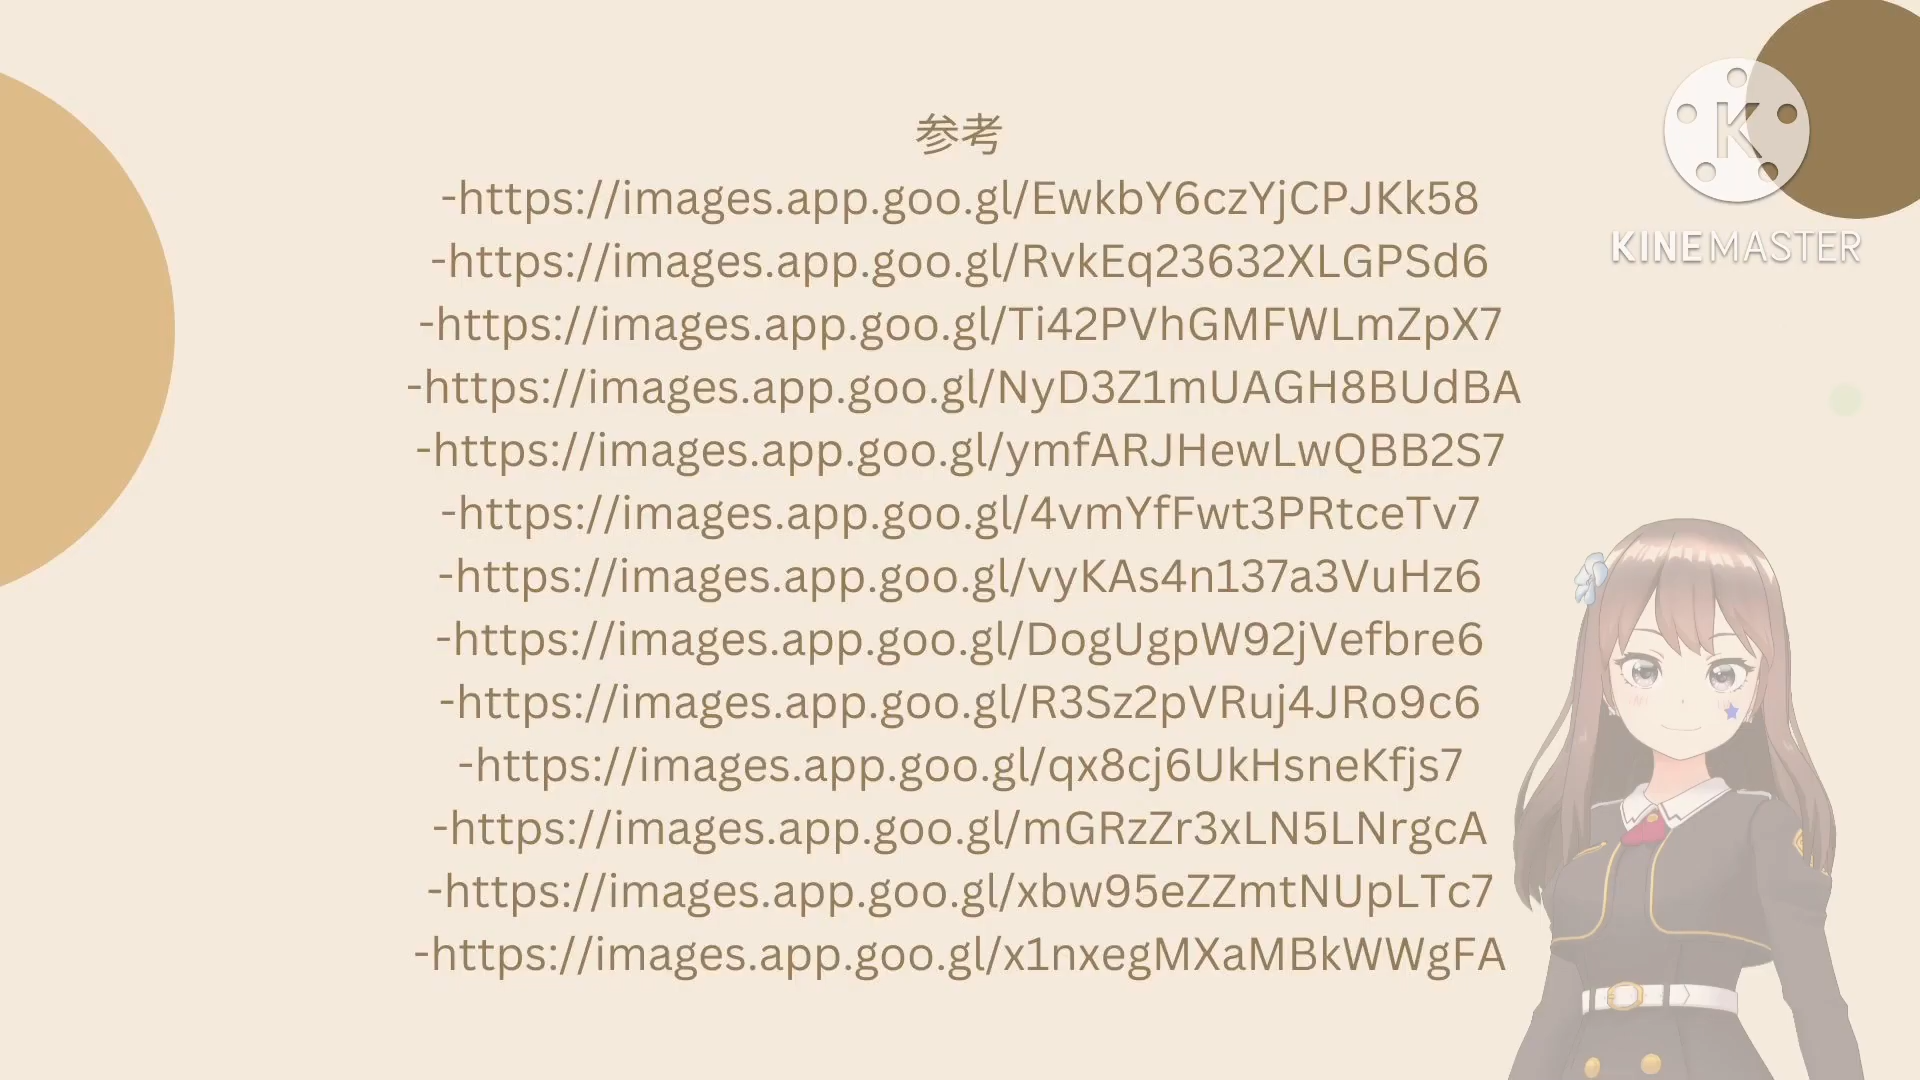 参考
-https://images.app.goo.gl/EwkbY6czYjCPJKk58
-https://images.app.goo.gl/RvkEq23632XLGPSd6
-https://images.app.goo.gl/Ti42PVhGMFWLmZpX7
-https://images.app.goo.gl/NyD3Z1mUAGH8BUdBA
-https://images.app.goo.gl/ymfARJHewLwQBB2S7
-https://images.app.goo.gl/4vmYfFwt3PRtceTv7
-https://images.app.goo.gl/vyKAs4n137a3VuHz6
-https://images.app.goo.gl/DogUgpW92jVefbre6
-https://images.app.goo.gl/R3Sz2pVRuj4JRo9c6
-https://images.app.goo.gl/qx8cj6UkHsneKfjs7
-https://images.app.goo.gl/mGRzZr3xLN5LNrgcA
-https://images.app.goo.gl/xbw95eZZmtNUpLTc7
-https://images.app.goo.gl/x1nxegMXaMBkWWgFA
K
KINEMASTER